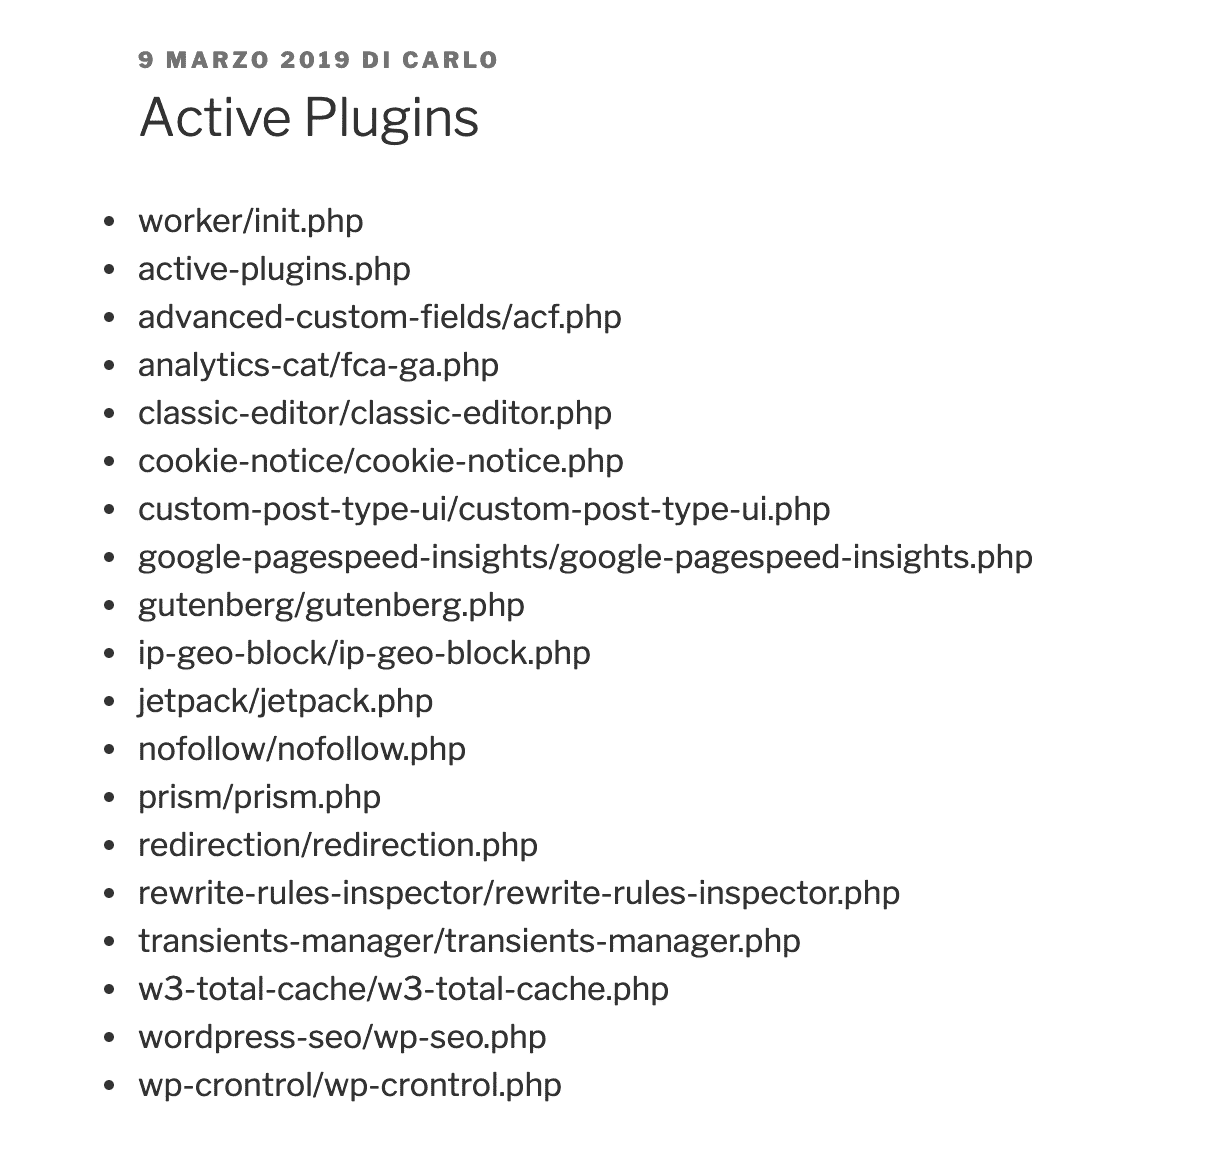 9 MARZO 2019 DI CARLO
Active Plugins
• worker/init.php
• active-plugins.php
• advanced-custom-fields/acf.php
• analytics-cat/fca-ga.php
• classic-editor/classic-editor.php
• cookie-notice/cookie-notice.php
• custom-post-type-ui/custom-post-type-ui.php
• google-pagespeed-insights/google-pagespeed-insights.php
• gutenberg/gutenberg.php
• ip-geo-block/ip-geo-block.php
• jetpack/jetpack.php
• nofollow/nofollow.php
• prism/prism.php
• redirection/redirection.php
• rewrite-rules-inspector/rewrite-rules-inspector.php
• transients-manager/transients-manager.php
• w3-total-cache/w3-total-cache.php
• wordpress-seo/wp-seo.php
• wp-crontrol/wp-crontrol.php